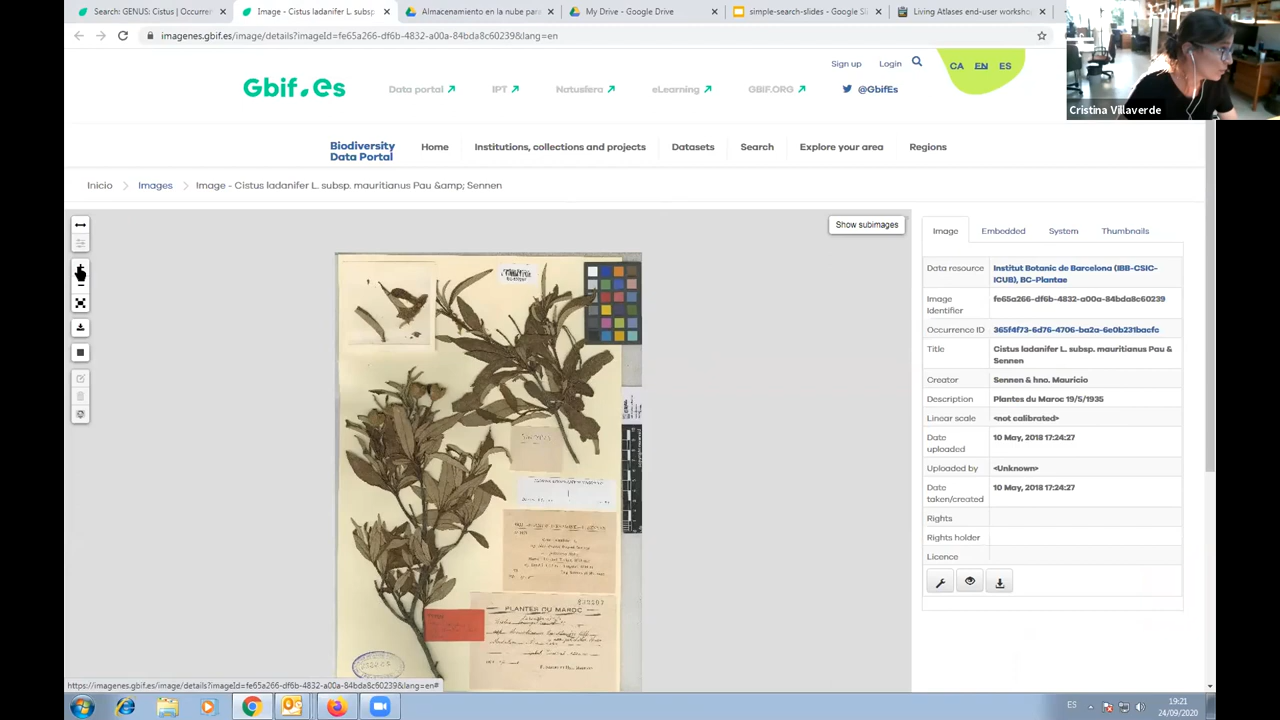 Search: GENUS: Cistus | Occurren
Image - Cistus ladanifer L. subsp.
Almacenamiento en la nube para
My Drive - Google Drive
simple-search-slides - Google Sli
Living Atlases end-user workshop
imagenes.gbif.es/image/details?imageId=fe65a266-df6b-4832-a00a-84bda8c60239&lang=en
Sign up
Login
CA EN ES
Gbif.es
Data portal
IPT
Natusfera
eLearning
GBIF.ORG
@GbifEs
Cristina Villaverde
Biodiversity
Data Portal
Home
Institutions, collections and projects
Datasets
Search
Explore your area
Regions
Inicio
Images
Image - Cistus ladanifer L. subsp. mauritianus Pau &amp; Sennen
Show subimages
Image
Embedded
System
Thumbnails
Data resource
Institut Botanic de Barcelona (IBB-CSIC-
ICUB), BC-Plantae
Image
Identifier
fe65a266-df6b-4832-a00a-84bda8c60239
Occurrence ID
365f4f73-6d76-4706-ba2a-6e0b231bacfc
Title
Cistus ladanifer L. subsp. mauritianus Pau &
Sennen
Creator
Sennen & hno. Mauricio
Description
Plantes du Maroc 19/5/1935
Linear scale
<not calibrated>
Date
uploaded
10 May, 2018 17:24:27
Uploaded by
<Unknown>
Date
taken/created
10 May, 2018 17:24:27
Rights
Rights holder
Licence
PLANTES DU MAROC
https://imagenes.gbif.es/image/details?imageId=fe65a266-df6b-4832-a00a-84bda8c60239&lang=en#
ES
19:21
24/09/2020